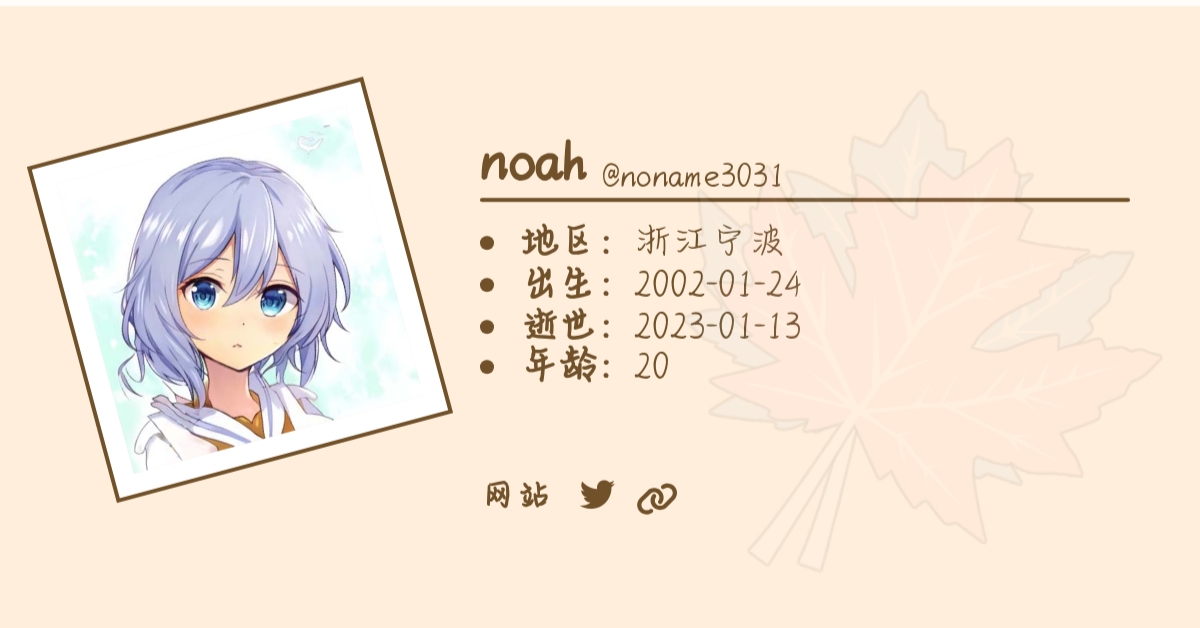 noah @noname3031
地区：浙江宁波
出生：2002-01-24
逝世：2023-01-13
年龄：20
网站